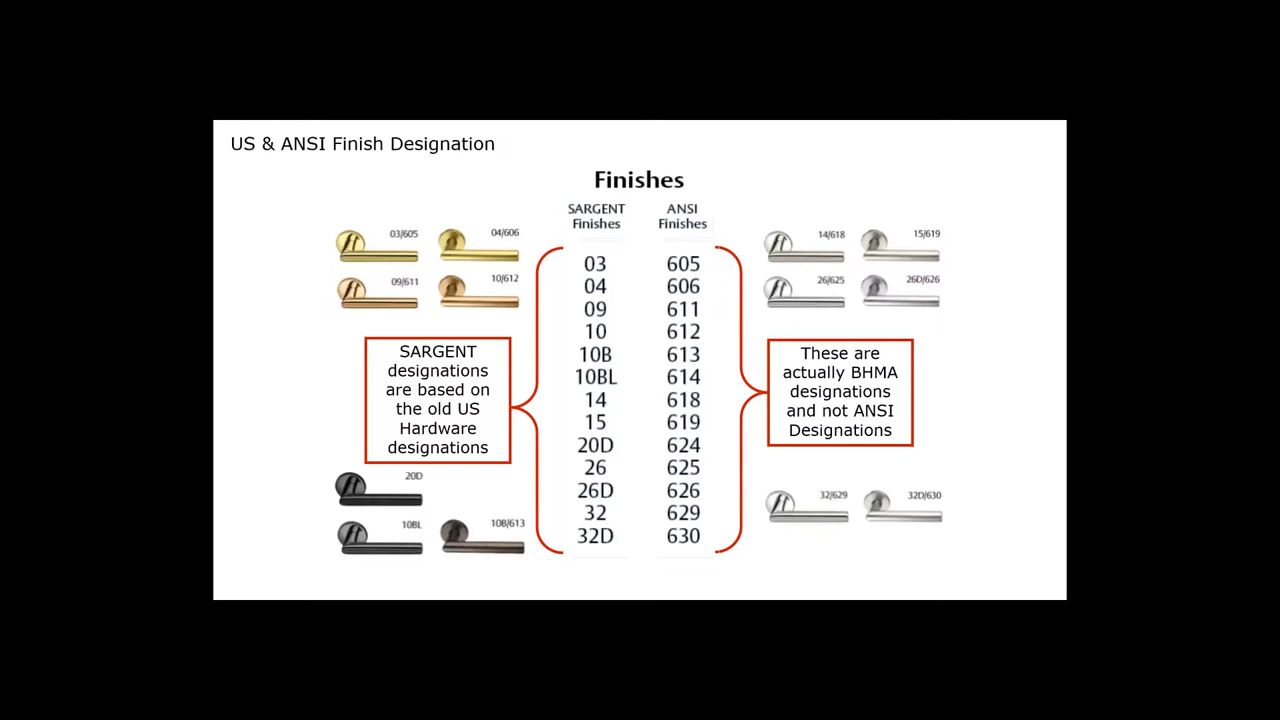 US & ANSI Finish Designation
Finishes
SARGENT
Finishes
ANSI
Finishes
03/605
04/606
09/611
10/612
14/618
15/619
26/625
26D/626
03 605
04 606
09 611
10 612
10B 613
10BL 614
14 618
15 619
20D 624
26 625
26D 626
32 629
32D 630
SARGENT
designations
are based on
the old US
Hardware
designations
These are
actually BHMA
designations
and not ANSI
Designations
20D
10BL
10B/613
32/629
32D/630